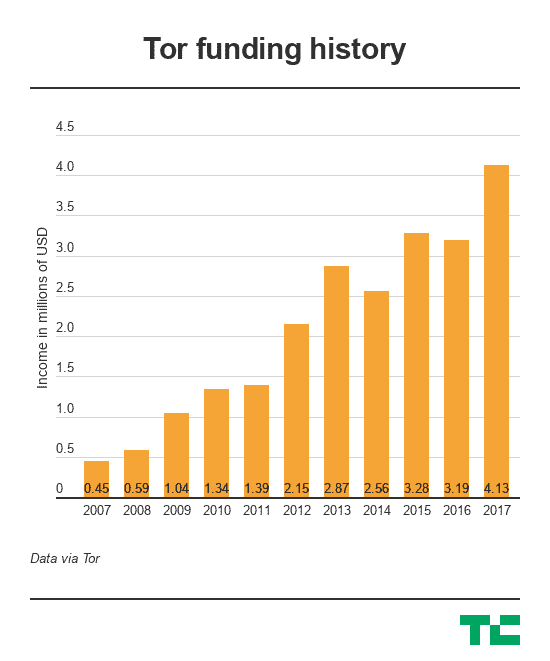 Tor funding history
4.5
4.0
3.5
3.0
2.5
2.0
1.5
1.0
0.5
0
Income in millions of USD
0.45 0.59 1.04 1.34 1.39 2.15 2.87 2.56 3.28 3.19 4.13
2007 2008 2009 2010 2011 2012 2013 2014 2015 2016 2017
Data via Tor
TC